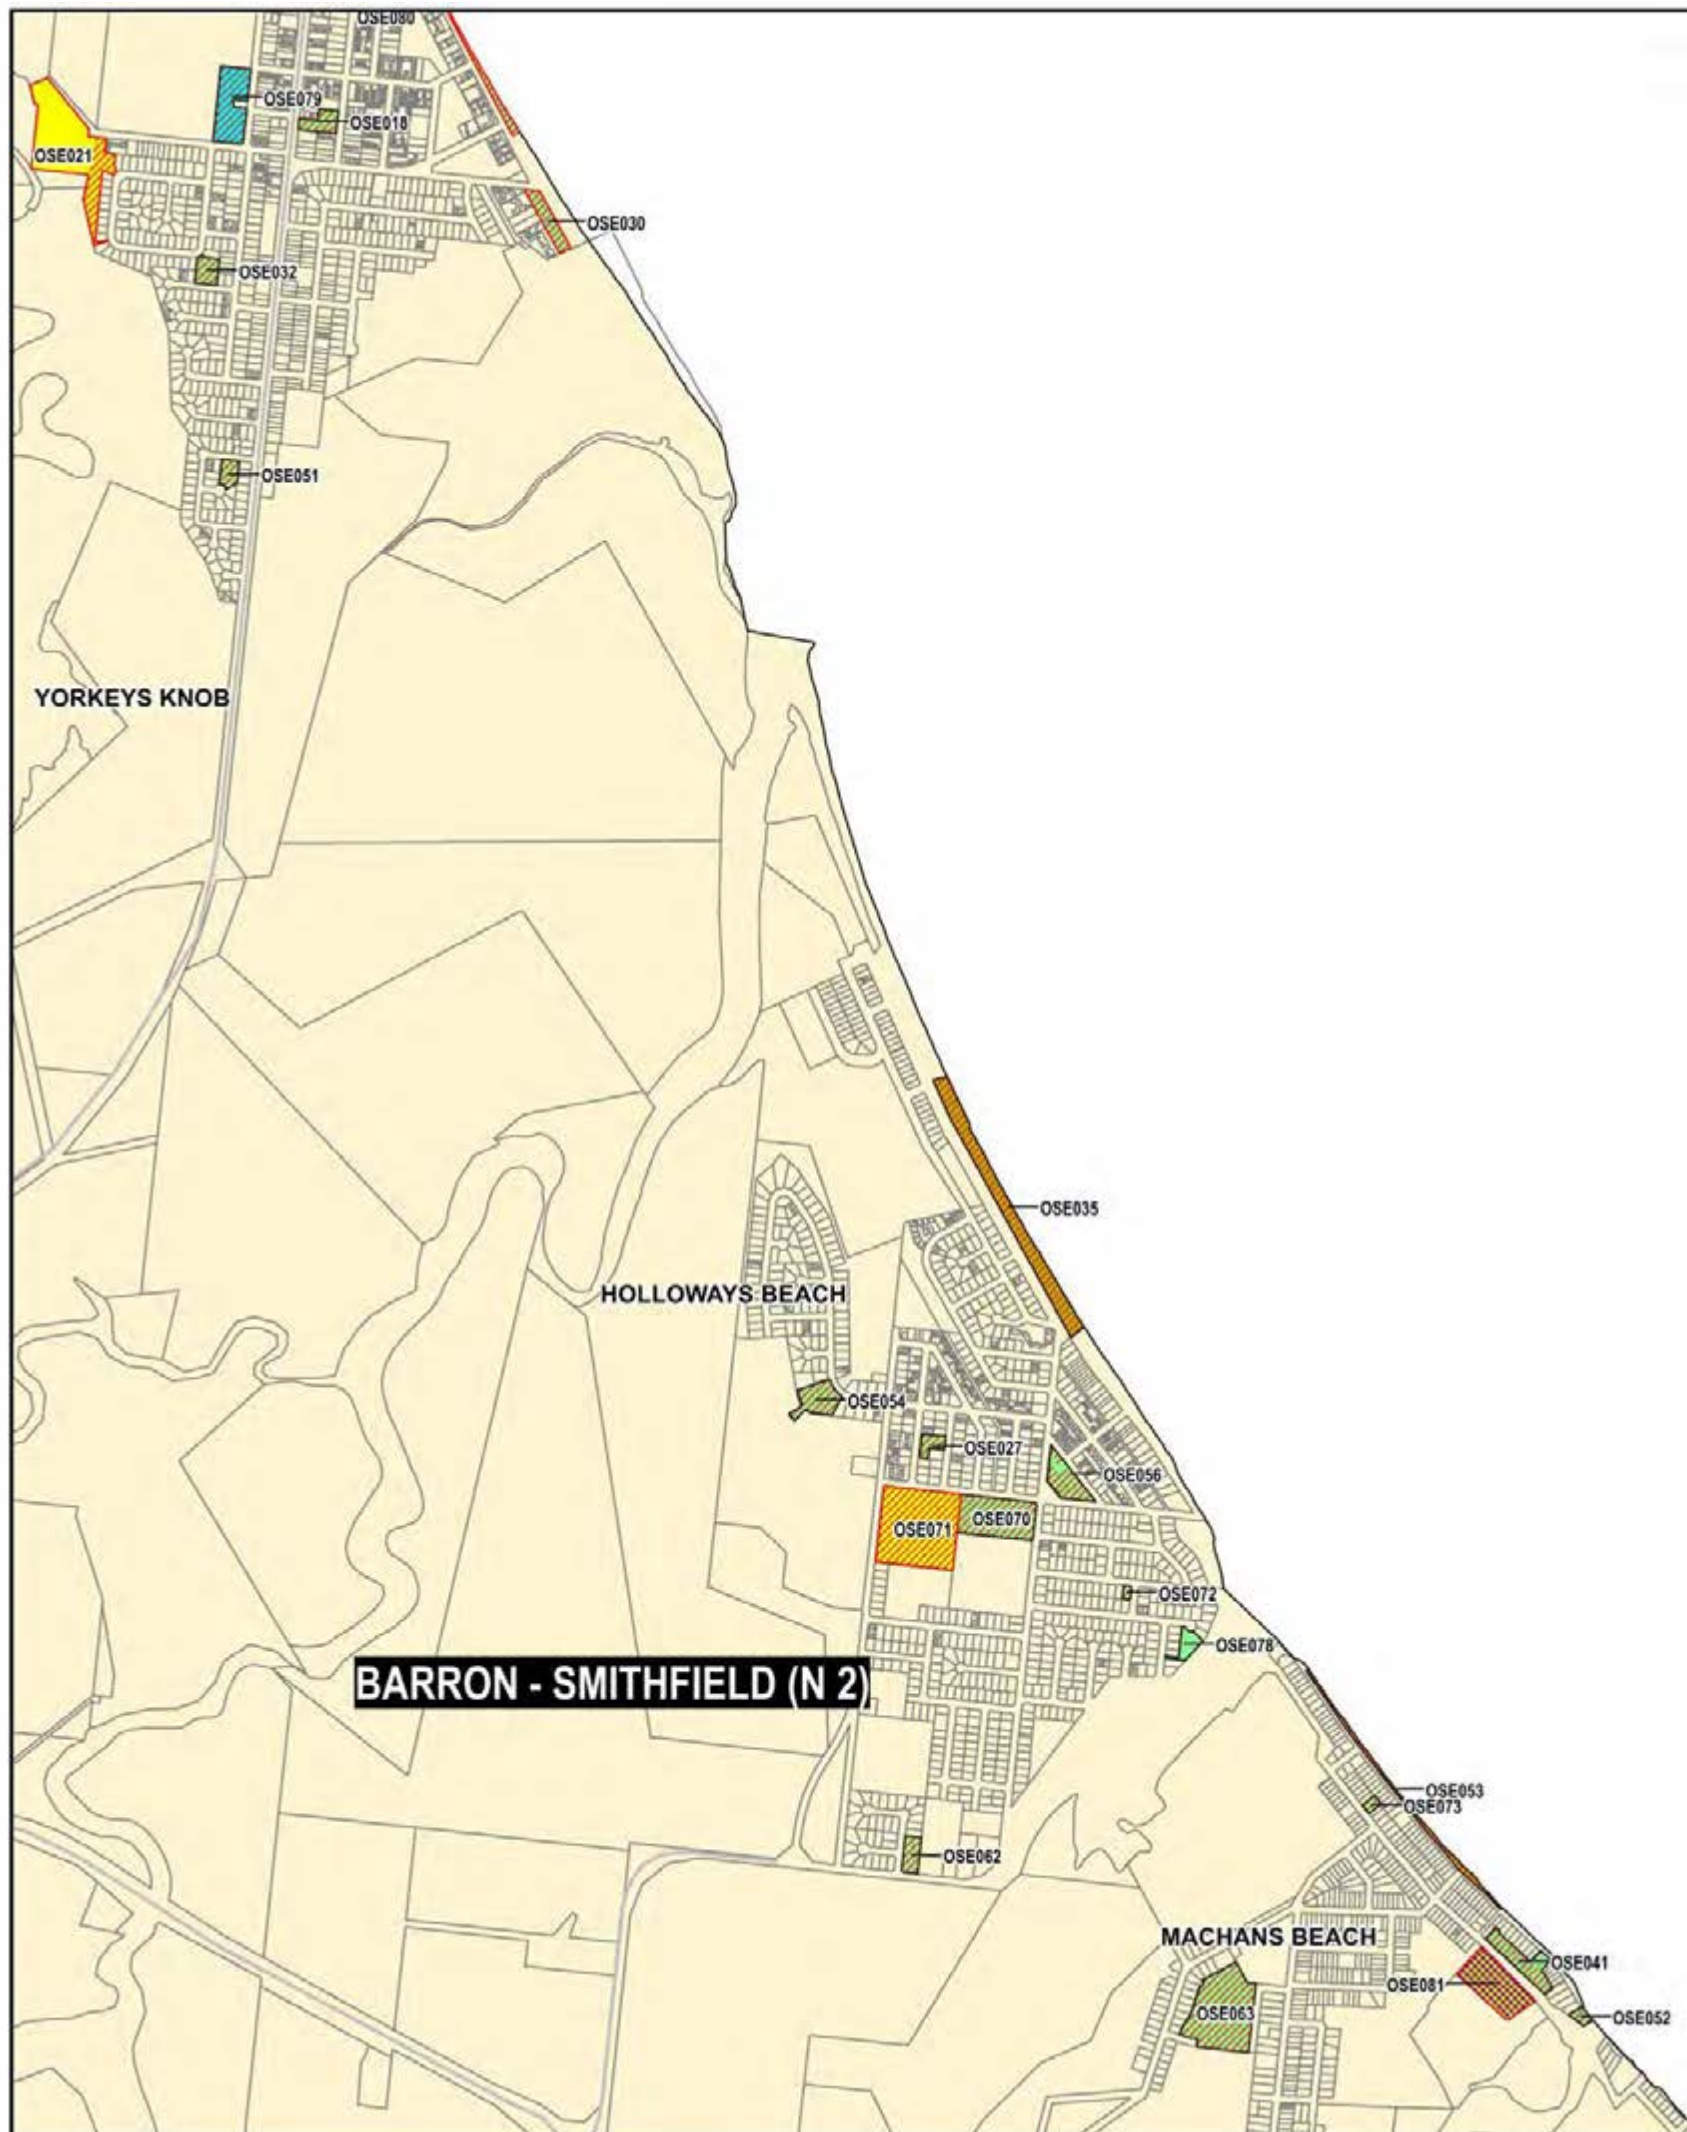 OSE080
OSE079
OSE018
OSE021
OSE030
OSE032
OSE051
YORKEYS KNOB
OSE035
HOLLOWAYS BEACH
OSE054
OSE027
OSE056
OSE071
OSE070
OSE072
OSE078
BARRON - SMITHFIELD (N 2)
OSE053
OSE073
OSE062
MACHANS BEACH
OSE041
OSE081
OSE063
OSE052